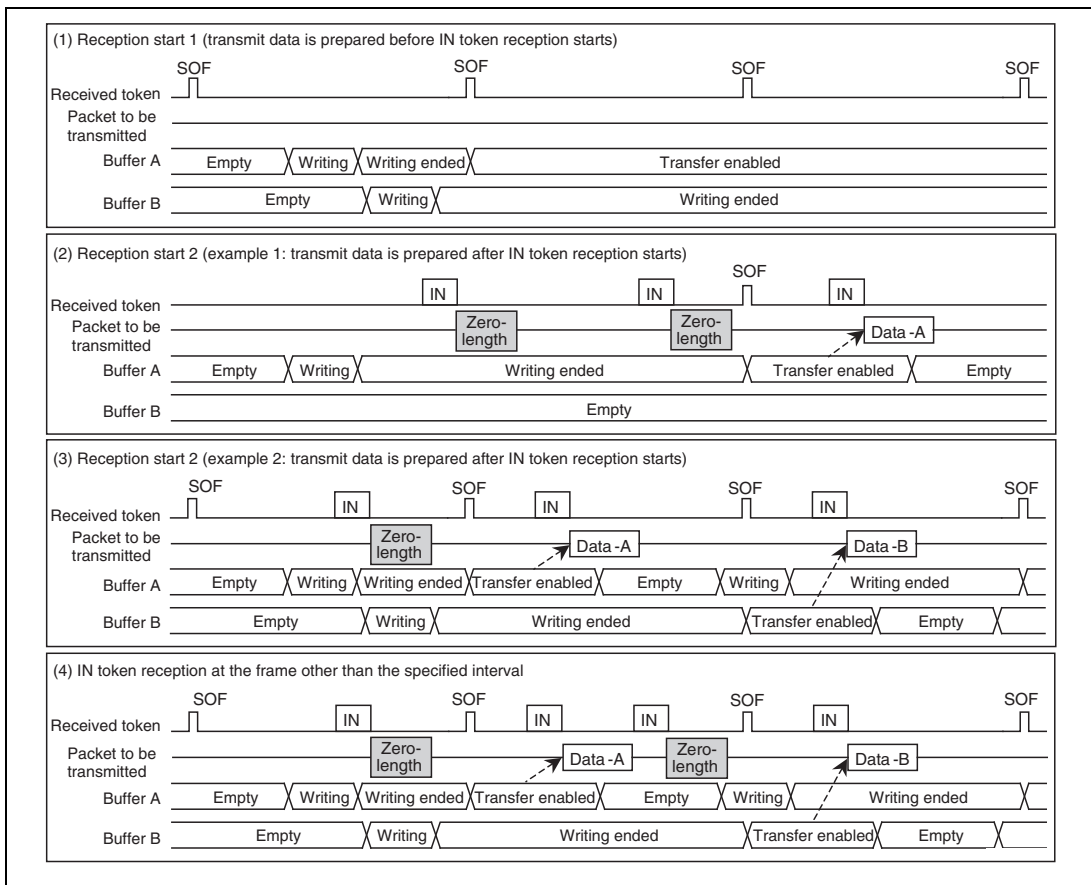 (1) Reception start 1 (transmit data is prepared before IN token reception starts)
SOF SOF SOF SOF
Received token
Packet to be
transmitted
Buffer A Empty Writing Writing ended Transfer enabled
Buffer B Empty Writing Writing ended
(2) Reception start 2 (example 1: transmit data is prepared after IN token reception starts)
SOF
Received token IN IN IN
Packet to be
transmitted
Zero-
length
Zero-
length
Data -A
Buffer A Empty Writing Writing ended Transfer enabled Empty
Buffer B Empty
(3) Reception start 2 (example 2: transmit data is prepared after IN token reception starts)
SOF SOF SOF SOF
Received token IN IN IN
Packet to be
transmitted
Zero-
length
Data -A Data -B
Buffer A Empty Writing Writing ended Transfer enabled Empty Writing Writing ended
Buffer B Empty Writing Writing ended Transfer enabled Empty
(4) IN token reception at the frame other than the specified interval
SOF SOF SOF SOF
Received token IN IN IN IN
Packet to be
transmitted
Zero-
length
Data -A
Zero-
length
Data -B
Buffer A Empty Writing Writing ended Transfer enabled Empty Writing Writing ended
Buffer B Empty Writing Writing ended Transfer enabled Empty